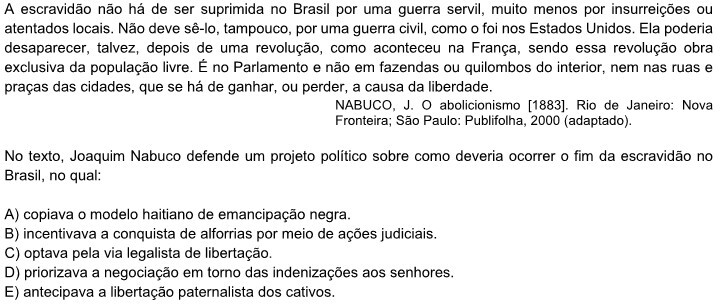 A escravidão não há de ser suprimida no Brasil por uma guerra servil, muito menos por insurreições ou
atentados locais. Não deve sê-lo, tampouco, por uma guerra civil, como o foi nos Estados Unidos. Ela poderia
desaparecer, talvez, depois de uma revolução, como aconteceu na França, sendo essa revolução obra
exclusiva da população livre. É no Parlamento e não em fazendas ou quilombos do interior, nem nas ruas e
praças das cidades, que se há de ganhar, ou perder, a causa da liberdade.
NABUCO, J. O abolicionismo [1883]. Rio de Janeiro: Nova
Fronteira; São Paulo: Publifolha, 2000 (adaptado).
No texto, Joaquim Nabuco defende um projeto político sobre como deveria ocorrer o fim da escravidão no
Brasil, no qual:
A) copiava o modelo haitiano de emancipação negra.
B) incentivava a conquista de alforrias por meio de ações judiciais.
C) optava pela via legalista de libertação.
D) priorizava a negociação em torno das indenizações aos senhores.
E) antecipava a libertação paternalista dos cativos.